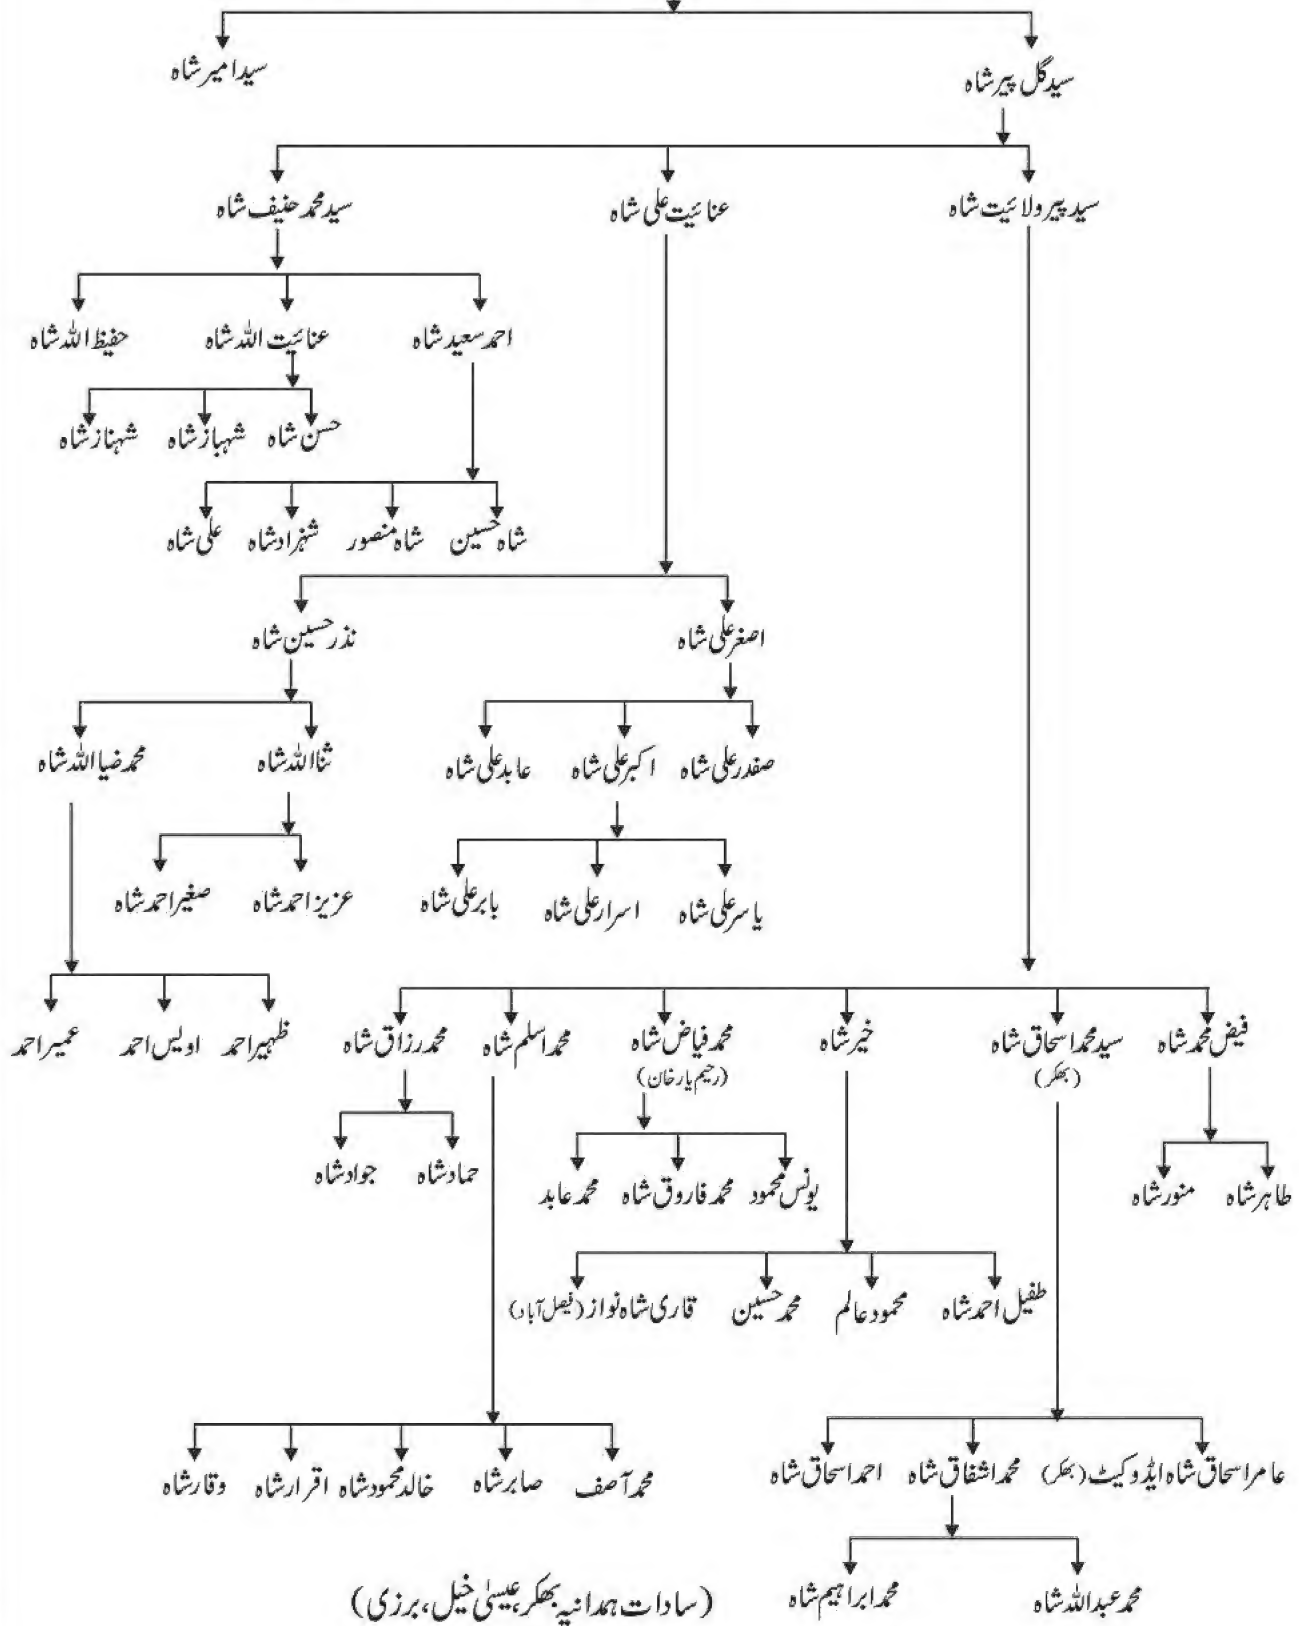 سید گل پیر شاہ سید امیر شاہ
سید پیر ولائیت شاہ عنائیت علی شاہ سید محمد حنیف شاہ
احمد سعید شاہ عنائیت اللہ شاہ حفیظ اللہ شاہ
حسن شاہ شہباز شاہ شہناز شاہ
شاہ حسین شاہ منصور شہزاد شاہ علی شاہ
اصغر علی شاہ نذر حسین شاہ
صفدر علی شاہ اکبر علی شاہ عابد علی شاہ ثنا اللہ شاہ محمد ضیا اللہ شاہ
یاسر علی شاہ اسرار علی شاہ بابر علی شاہ عزیز احمد شاہ صغیر احمد شاہ
فیض محمد شاہ سید محمد اسحاق شاہ خیر شاہ محمد فیاض شاہ محمد اسلم شاہ محمد رزاق شاہ ظہیر احمد اویس احمد عمیر احمد
(بھکر) (رحیم یار خان)
طاہر شاہ منور شاہ یونس محمود محمد فاروق شاہ محمد عابد حماد شاہ جواد شاہ
طفیل احمد شاہ محمود عالم محمد حسین قاری شاہ نواز (فیصل آباد)
عامر اسحاق شاہ ایڈوکیٹ (بھکر) محمد اشفاق شاہ احمد اسحاق شاہ محمد آصف صابر شاہ خالد محمود شاہ اقرار شاہ وقار شاہ
محمد عبداللہ شاہ محمد ابراہیم شاہ
(سادات ہمدانیہ بھکر، عیسیٰ خیل، برزی)